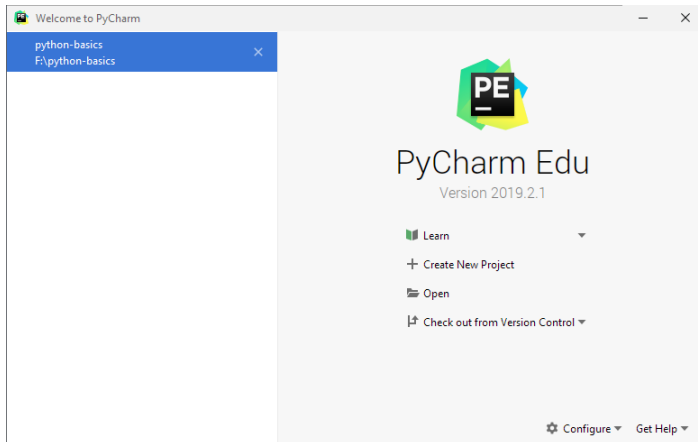 Welcome to PyCharm
python-basics
F:\python-basics
PE
PyCharm Edu
Version 2019.2.1
Learn
Create New Project
Open
Check out from Version Control
Configure
Get Help